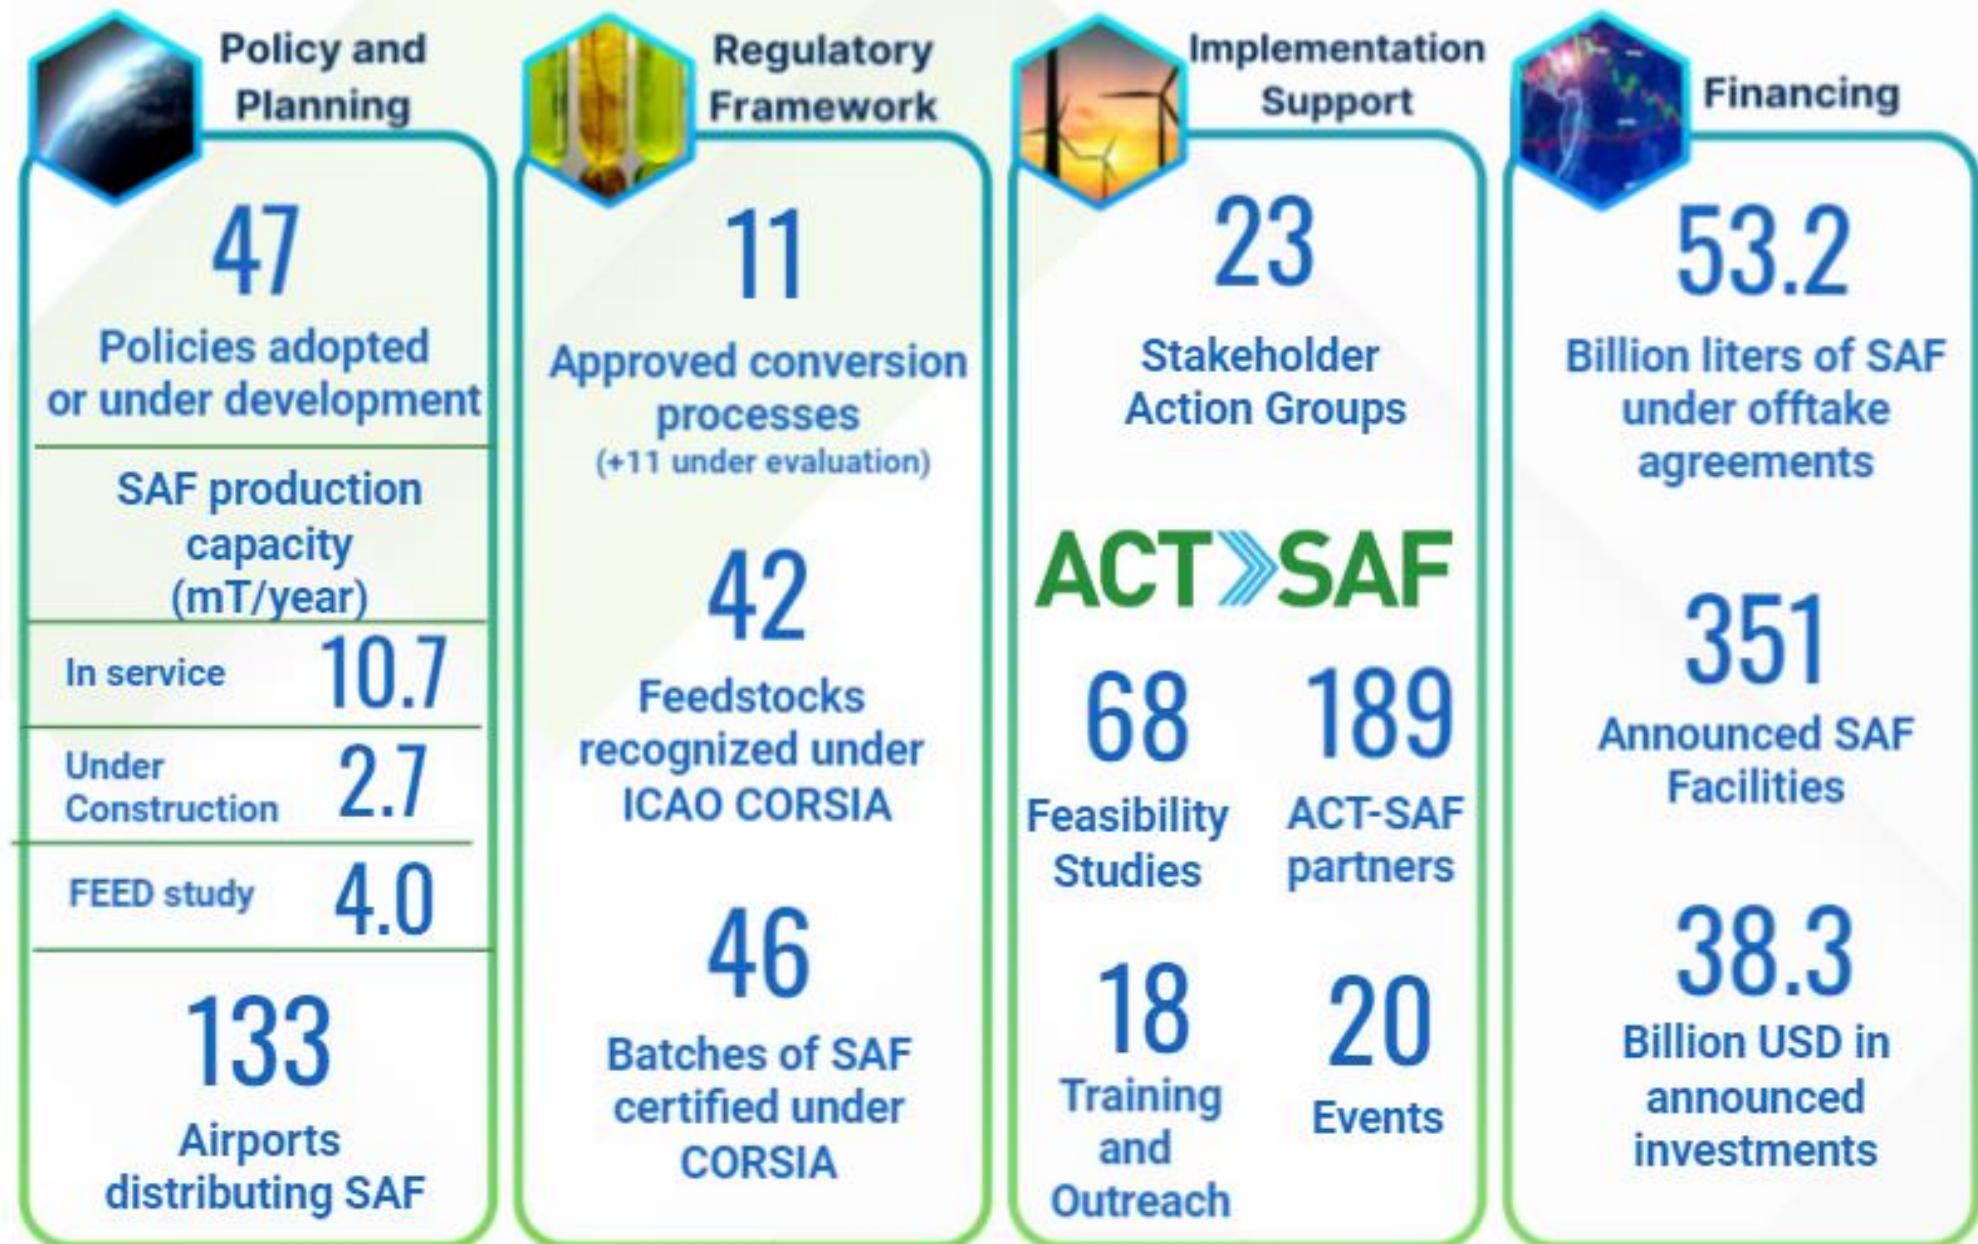 Policy and
Planning
47
Policies adopted
or under development
SAF production
capacity
(mT/year)
In service 10.7
Under
Construction 2.7
FEED study 4.0
133
Airports
distributing SAF
Regulatory
Framework
11
Approved conversion
processes
(+11 under evaluation)
42
Feedstocks
recognized under
ICAO CORSIA
46
Batches of SAF
certified under
CORSIA
Implementation
Support
23
Stakeholder
Action Groups
ACT SAF
68
Feasibility
Studies
189
ACT-SAF
partners
18
Training
and
Outreach
20
Events
Financing
53.2
Billion liters of SAF
under offtake
agreements
351
Announced SAF
Facilities
38.3
Billion USD in
announced
investments